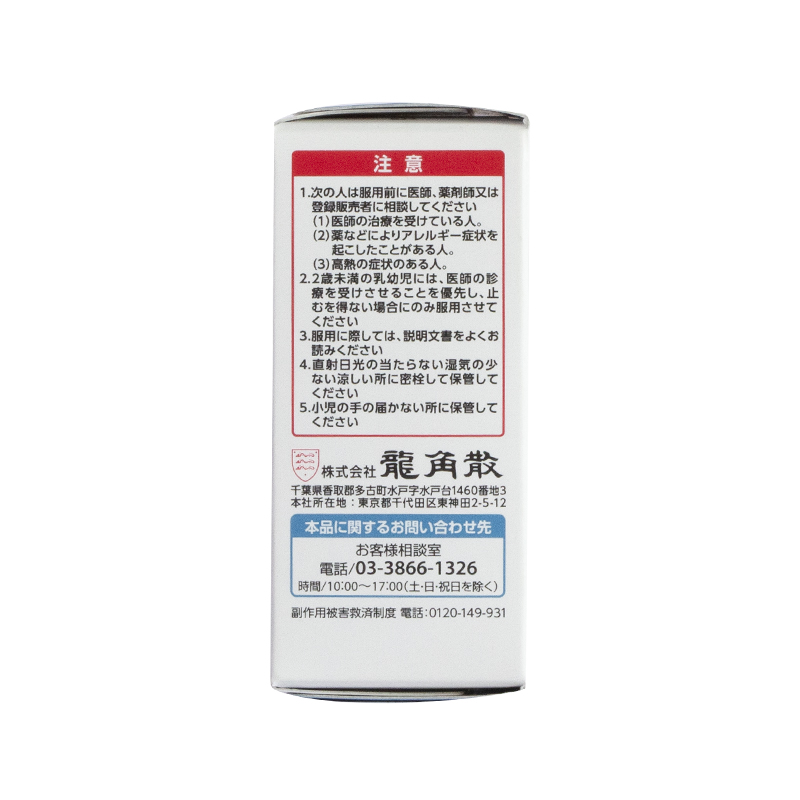 注意
1.次の人は服用前に医師、薬剤師又は
登録販売者に相談してください
(1)医師の治療を受けている人。
(2)薬などによりアレルギー症状を
起こしたことがある人。
(3)高熱の症状のある人。
2.2歳未満の乳幼児には、医師の診
療を受けさせることを優先し、止
むを得ない場合にのみ服用させて
ください
3.服用に際しては、説明文書をよくお
読みください
4.直射日光の当たらない湿気の少
ない涼しい所に密栓して保管して
ください
5.小児の手の届かない所に保管して
ください
株式会社 龍角散
千葉県香取郡多古町水戸字水戸台1460番地3
本社所在地：東京都千代田区東神田2-5-12
本品に関するお問い合わせ先
お客様相談室
電話/03-3866-1326
時間/10:00〜17:00(土・日・祝日を除く)
副作用被害救済制度 電話:0120-149-931